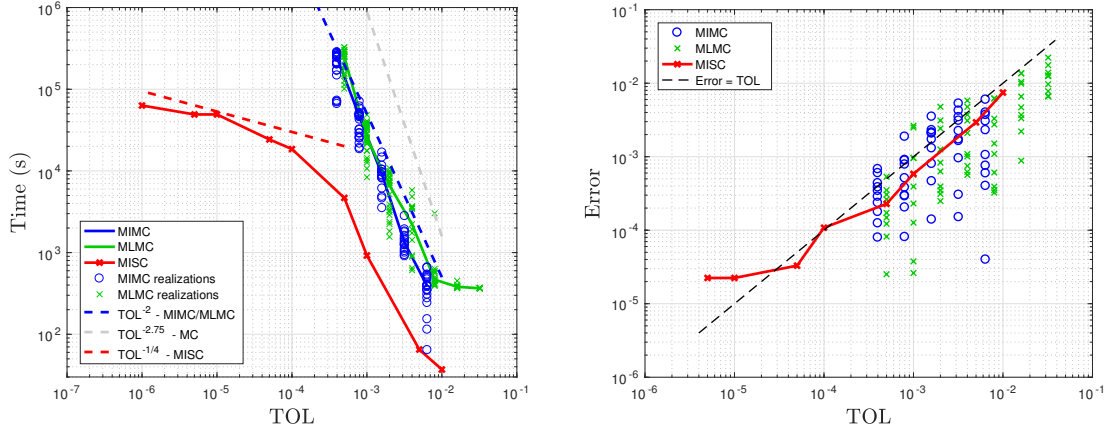 10^6
10^5
10^4
10^3
10^2
Time (s)
MIMC
MLMC
MISC
MIMC realizations
MLMC realizations
TOL^-2 - MIMC/MLMC
TOL^-2.75 - MC
TOL^-1/4 - MISC
10^-7 10^-6 10^-5 10^-4 10^-3 10^-2 10^-1
TOL
10^-1
10^-2
10^-3
10^-4
10^-5
10^-6
Error
MIMC
MLMC
MISC
Error = TOL
10^-6 10^-5 10^-4 10^-3 10^-2 10^-1
TOL